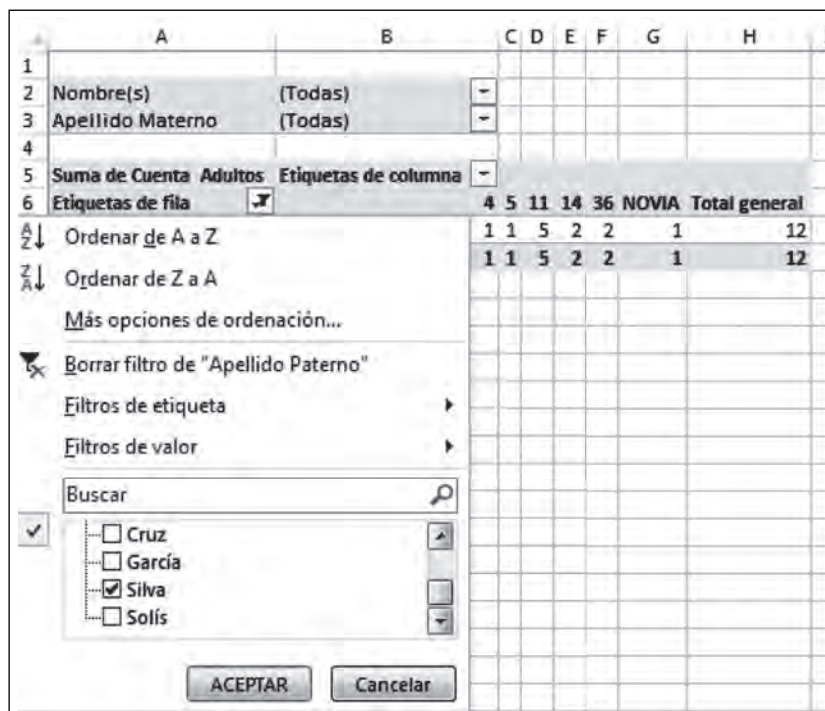 A B C D E F G H
1
2 Nombre(s) (Todas)
3 Apellido Materno (Todas)
4
5 Suma de Cuenta Adultos Etiquetas de columna
6 Etiquetas de fila 4 5 11 14 36 NOVIA Total general
1 1 5 2 2 1 12
1 1 5 2 2 1 12
Ordenar de A a Z
Ordenar de Z a A
Más opciones de ordenación...
Borrar filtro de "Apellido Paterno"
Filtros de etiqueta
Filtros de valor
Buscar
Cruz
García
Silva
Solís
ACEPTAR Cancelar